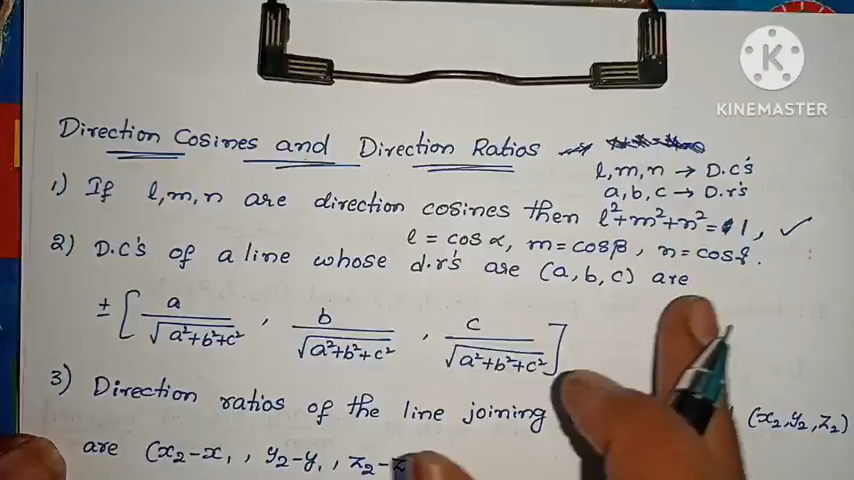 KINEMASTER
Direction Cosines and Direction Ratios →
l,m,n → D.C's
a,b,c → D.r's
1) If l,m,n are direction cosines then l²+m²+n²=1, ✓
l = cos α, m = cos β, n = cos γ.
2) D.C's of a line whose d.r's are (a,b,c) are
± [ a/√(a²+b²+c²) , b/√(a²+b²+c²) , c/√(a²+b²+c²) ]
3) Direction ratios of the line joining (x₂,y₂,z₂)
are (x₂-x₁, y₂-y₁, z₂-z